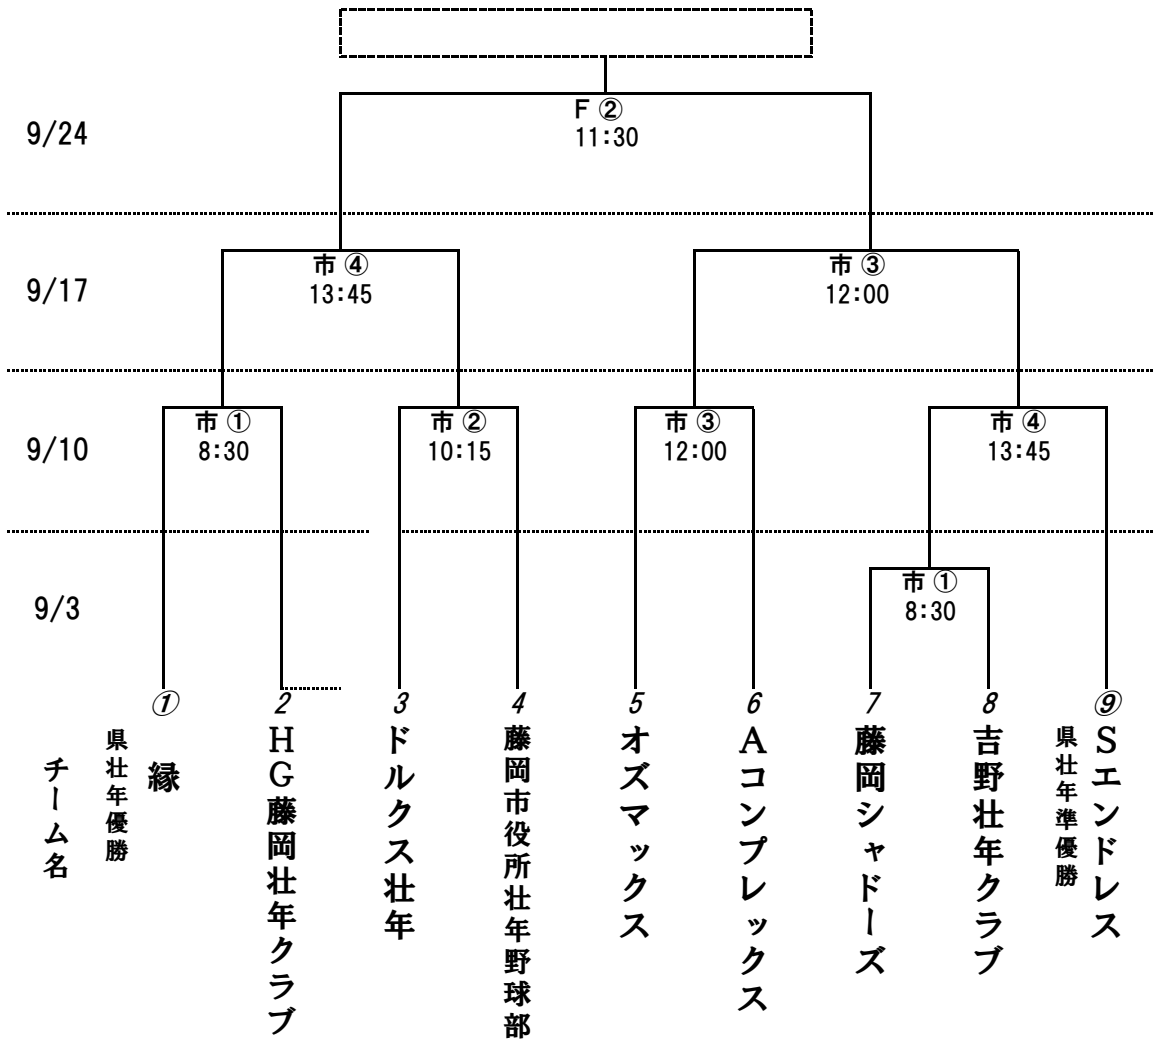 9/24
F ②
11:30
9/17
市 ④
13:45
市 ③
12:00
9/10
市 ①
8:30
市 ②
10:15
市 ③
12:00
市 ④
13:45
9/3
市 ①
8:30
チーム名
①
県壮年優勝
縁
2
HG藤岡壮年クラブ
3
ドルクス壮年
4
藤岡市役所壮年野球部
5
オズマックス
6
Aコンプレックス
7
藤岡シャドーズ
8
吉野壮年クラブ
⑨
Sエンドレス
県壮年準優勝